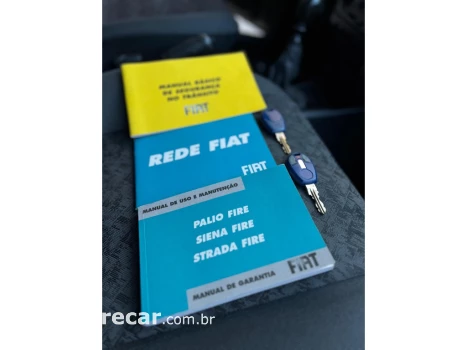 MANUAL BÁSICO
DE SEGURANÇA
NO TRÂNSITO
FIAT
REDE FIAT
FIAT
MANUAL DE USO E MANUTENÇÃO
PALIO FIRE
SIENA FIRE
STRADA FIRE
MANUAL DE GARANTIA
FIAT
recar.com.br